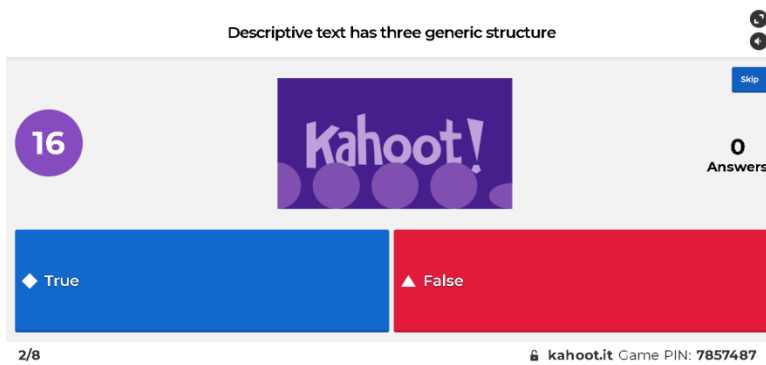 Descriptive text has three generic structure
Skip
16
Kahoot!
0
Answers
True
False
2/8
kahoot.it Game PIN: 7857487